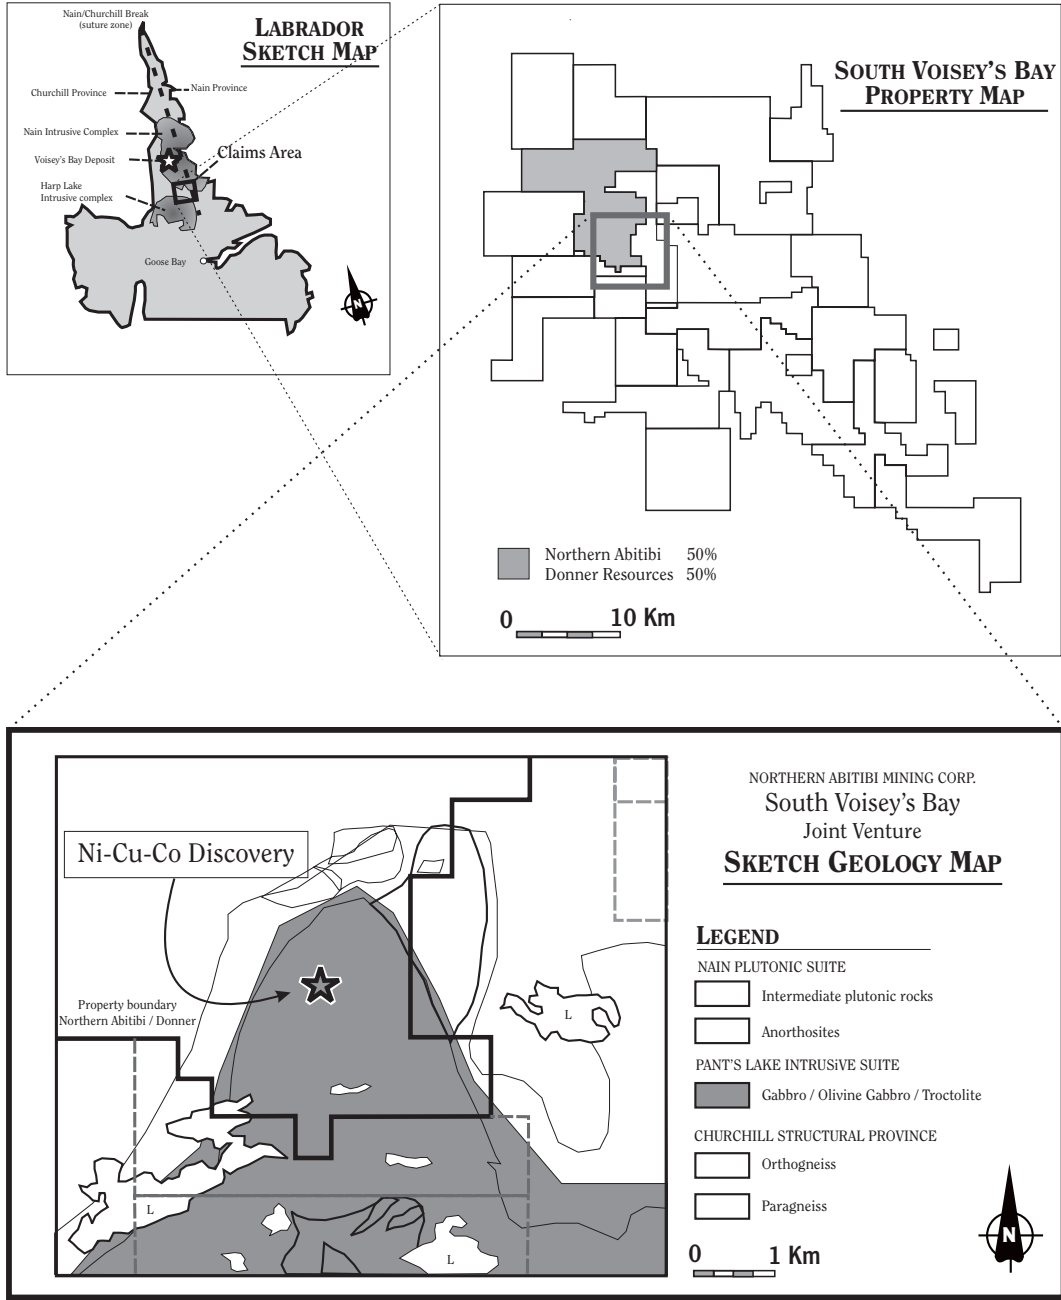 LABRADOR
SKETCH MAP
Nain/Churchill Break
(suture zone)
Churchill Province
Nain Province
Nain Intrusive Complex
Voisey's Bay Deposit
Claims Area
Harp Lake
Intrusive complex
Goose Bay
N
SOUTH VOISEY'S BAY
PROPERTY MAP
Northern Abitibi 50%
Donner Resources 50%
0 10 Km
Ni-Cu-Co Discovery
Property boundary
Northern Abitibi / Donner
L
L
L
NORTHERN ABITIBI MINING CORP.
South Voisey's Bay
Joint Venture
SKETCH GEOLOGY MAP
LEGEND
NAIN PLUTONIC SUITE
Intermediate plutonic rocks
Anorthosites
PANT'S LAKE INTRUSiVE SUITE
Gabbro / Olivine Gabbro / Troctolite
CHURCHILL STRUCTURAL PROVINCE
Orthogneiss
Paragneiss
0 1 Km
N